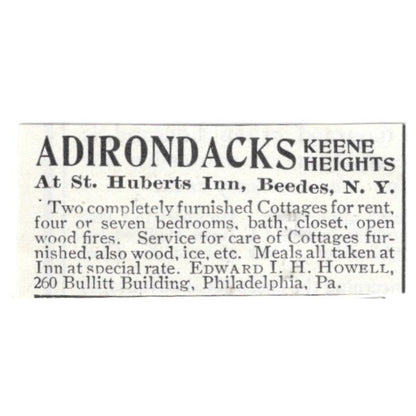 ADIRONDACKS KEENE HEIGHTS
At St. Huberts Inn, Beedes, N. Y.
Two completely furnished Cottages for rent,
four or seven bedrooms, bath, closet, open
wood fires. Service for care of Cottages fur-
nished, also wood, ice, etc. Meals all taken at
Inn at special rate. EDWARD I. H. HOWELL,
260 Bullitt Building, Philadelphia, Pa.